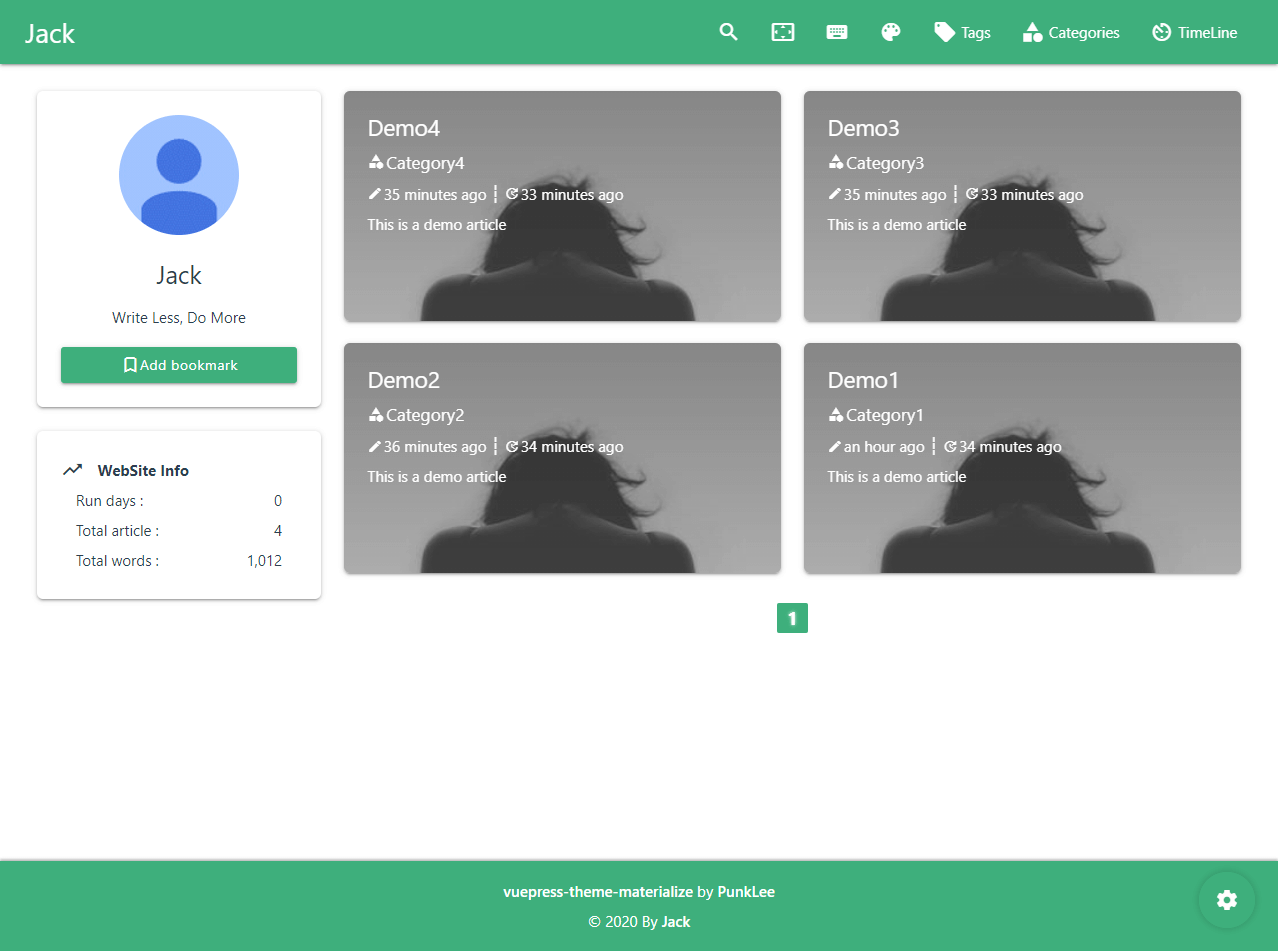 Jack
Tags
Categories
TimeLine
Jack
Write Less, Do More
Add bookmark
WebSite Info
Run days : 0
Total article : 4
Total words : 1,012
Demo4
Category4
35 minutes ago ┇ 33 minutes ago
This is a demo article
Demo3
Category3
35 minutes ago ┇ 33 minutes ago
This is a demo article
Demo2
Category2
36 minutes ago ┇ 34 minutes ago
This is a demo article
Demo1
Category1
an hour ago ┇ 34 minutes ago
This is a demo article
1
vuepress-theme-materialize by PunkLee
© 2020 By Jack